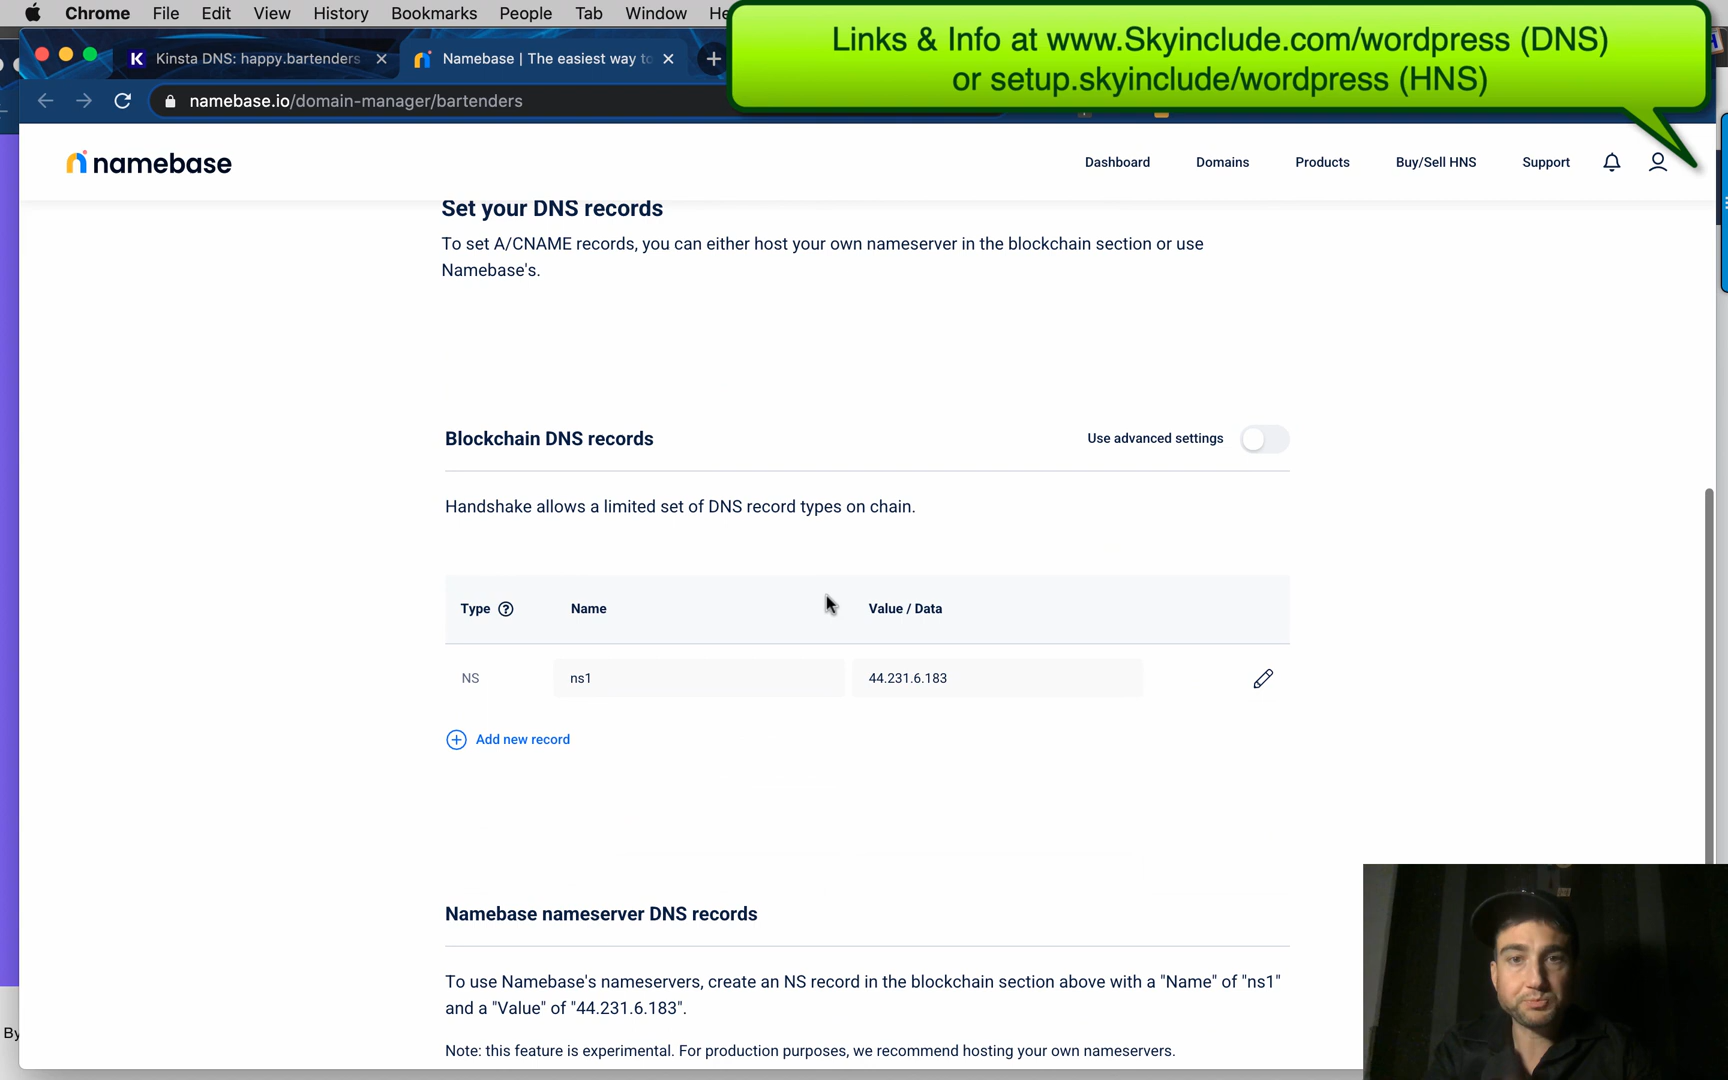 Chrome File Edit View History Bookmarks People Tab Window He
Links & Info at www.Skyinclude.com/wordpress (DNS)
or setup.skyinclude/wordpress (HNS)
K Kinsta DNS: happy.bartenders
Namebase | The easiest way to
namebase.io/domain-manager/bartenders
namebase
Dashboard Domains Products Buy/Sell HNS Support
Set your DNS records
To set A/CNAME records, you can either host your own nameserver in the blockchain section or use
Namebase's.
Blockchain DNS records
Use advanced settings
Handshake allows a limited set of DNS record types on chain.
Type ? Name Value / Data
NS ns1 44.231.6.183
Add new record
Namebase nameserver DNS records
To use Namebase's nameservers, create an NS record in the blockchain section above with a "Name" of "ns1"
and a "Value" of "44.231.6.183".
By
Note: this feature is experimental. For production purposes, we recommend hosting your own nameservers.